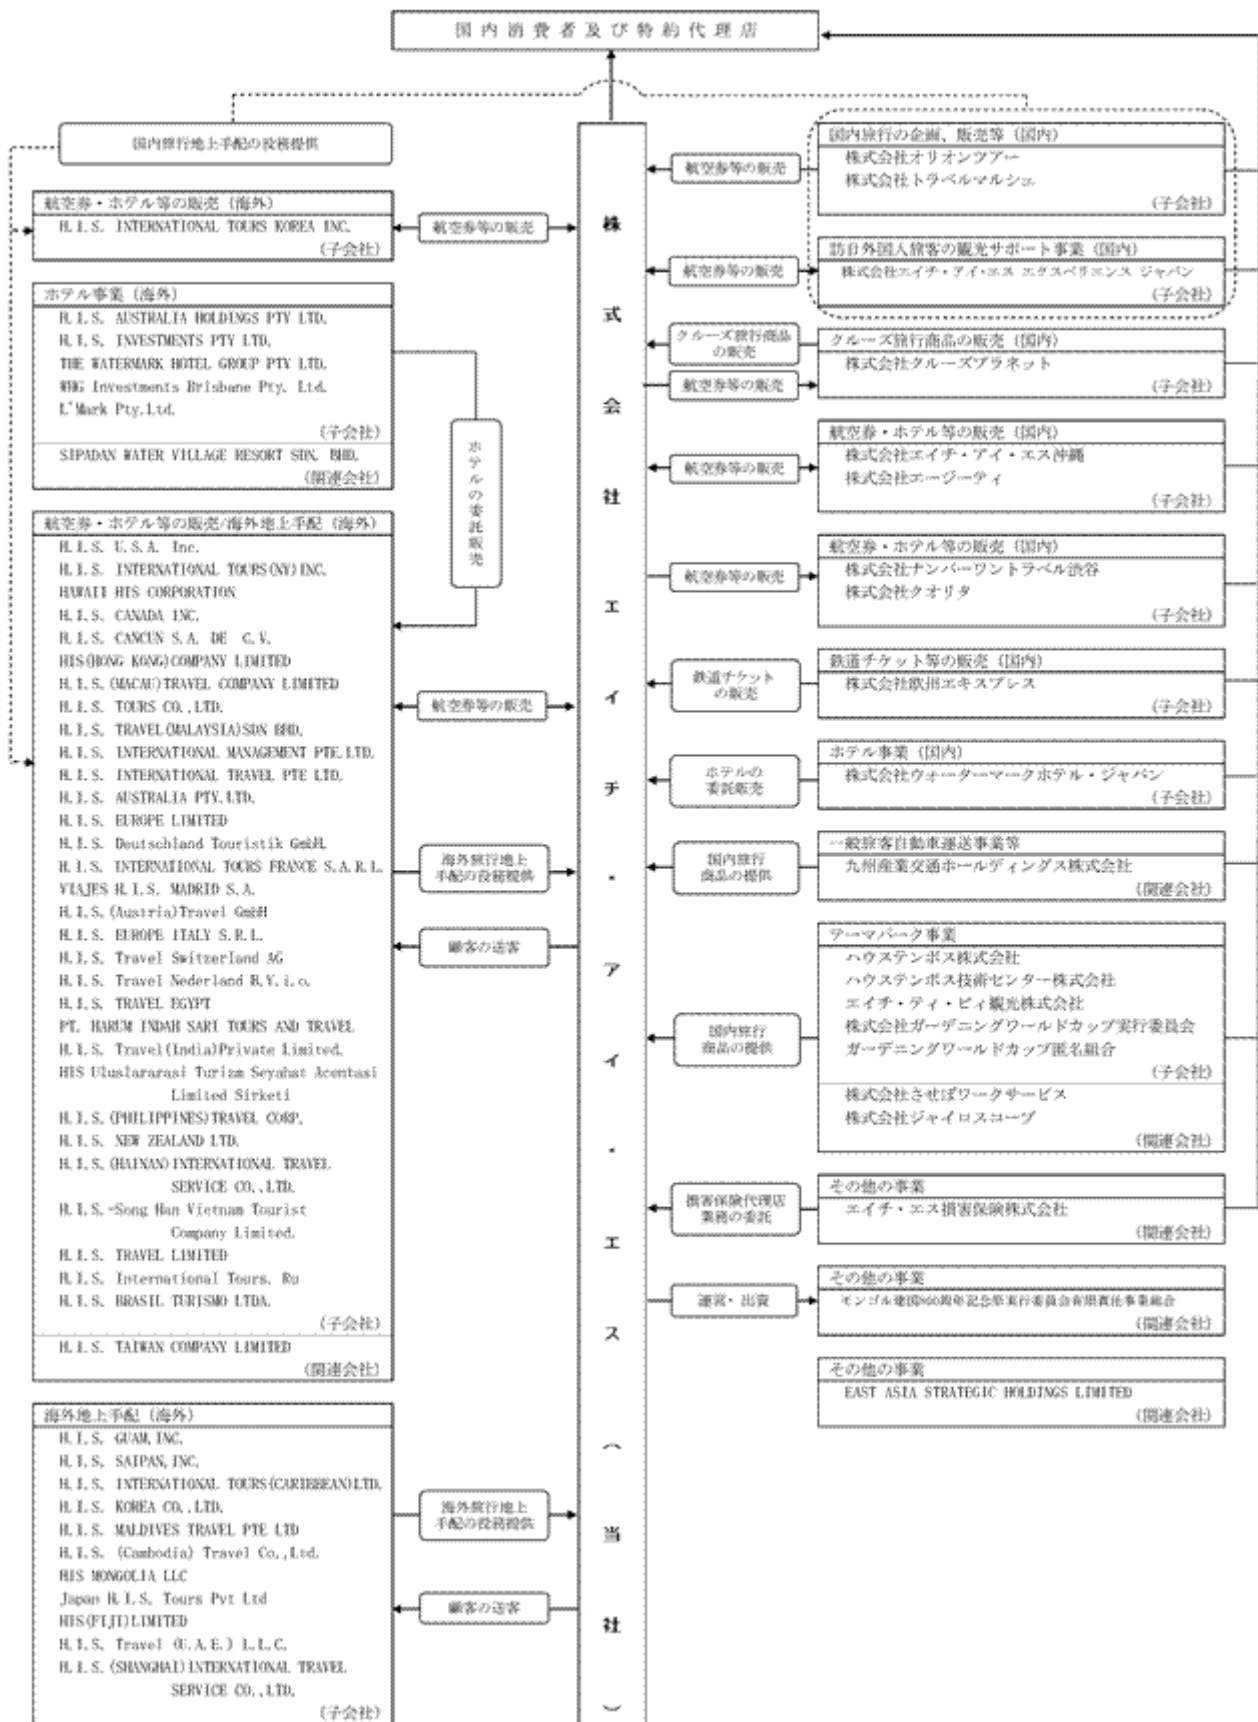 国内消費者及び特約代理店
国内旅行地上手配の役務提供
航空券・ホテル等の販売（海外）
H.I.S. INTERNATIONAL TOURS KOREA INC.
（子会社）
航空券等の販売
ホテル事業（海外）
H.I.S. AUSTRALIA HOLDINGS PTY LTD.
H.I.S. INVESTMENTS PTY LTD.
THE WATERMARK HOTEL GROUP PTY LTD.
WHG Investments Brisbane Pty. Ltd.
L'Mark Pty.Ltd.
（子会社）
SIPADAN WATER VILLAGE RESORT SDN. BHD.
（関連会社）
ホテルの委託販売
航空券・ホテル等の販売/海外地上手配（海外）
H.I.S. U.S.A. Inc.
H.I.S. INTERNATIONAL TOURS(NY)INC.
HAWAII HIS CORPORATION
H.I.S. CANADA INC.
H.I.S. CANCUN S.A. DE C.V.
HIS(HONG KONG)COMPANY LIMITED
H.I.S.(MACAU)TRAVEL COMPANY LIMITED
H.I.S. TOURS CO.,LTD.
H.I.S. TRAVEL(MALAYSIA)SDN BHD.
H.I.S. INTERNATIONAL MANAGEMENT PTE.LTD.
H.I.S. INTERNATIONAL TRAVEL PTE LTD.
H.I.S. AUSTRALIA PTY.LTD.
H.I.S. EUROPE LIMITED
H.I.S. Deutschland Touristik GmbH.
H.I.S. INTERNATIONAL TOURS FRANCE S.A.R.L.
VIAJES H.I.S. MADRID S.A.
H.I.S.(Austria)Travel GmbH
H.I.S. EUROPE ITALY S.R.L.
H.I.S. Travel Switzerland AG
H.I.S. Travel Nederland B.V.i.o.
H.I.S. TRAVEL EGYPT
PT. HARUM INDAH SARI TOURS AND TRAVEL
H.I.S. Travel(India)Private Limited.
HIS Uluslararasi Turizm Seyahat Acentasi
Limited Sirketi
H.I.S.(PHILIPPINES)TRAVEL CORP.
H.I.S. NEW ZEALAND LTD.
H.I.S.(HAINAN)INTERNATIONAL TRAVEL
SERVICE CO.,LTD.
H.I.S.-Song Han Vietnam Tourist
Company Limited.
H.I.S. TRAVEL LIMITED
H.I.S. International Tours. Ru
H.I.S. BRASIL TURISMO LTDA.
（子会社）
H.I.S. TAIWAN COMPANY LIMITED
（関連会社）
航空券等の販売
海外旅行地上
手配の役務提供
顧客の送客
海外地上手配（海外）
H.I.S. GUAM,INC.
H.I.S. SAIPAN,INC.
H.I.S. INTERNATIONAL TOURS(CARIBBEAN)LTD.
H.I.S. KOREA CO.,LTD.
H.I.S. MALDIVES TRAVEL PTE LTD
H.I.S. (Cambodia) Travel Co.,Ltd.
HIS MONGOLIA LLC
Japan H.I.S. Tours Pvt Ltd
HIS(FIJI)LIMITED
H.I.S. Travel (U.A.E.) L.L.C.
H.I.S.(SHANGHAI)INTERNATIONAL TRAVEL
SERVICE CO.,LTD.
（子会社）
海外旅行地上
手配の役務提供
顧客の送客
株式会社エイチ・アイ・エス（当社）
航空券等の販売
国内旅行の企画、販売等（国内）
株式会社オリオンツアー
株式会社トラベルマルシェ
（子会社）
航空券等の販売
訪日外国人旅客の観光サポート事業（国内）
株式会社エイチ・アイ・エス エクスペリエンス ジャパン
（子会社）
クルーズ旅行商品
の販売
航空券等の販売
クルーズ旅行商品の販売（国内）
株式会社クルーズプラネット
（子会社）
航空券等の販売
航空券・ホテル等の販売（国内）
株式会社エイチ・アイ・エス沖縄
株式会社エージーティ
（子会社）
航空券等の販売
航空券・ホテル等の販売（国内）
株式会社ナンバーワントラベル渋谷
株式会社クオリタ
（子会社）
鉄道チケット
の販売
鉄道チケット等の販売（国内）
株式会社欧州エキスプレス
（子会社）
ホテルの
委託販売
ホテル事業（国内）
株式会社ウォーターマークホテル・ジャパン
（子会社）
国内旅行
商品の提供
一般旅客自動車運送事業等
九州産業交通ホールディングス株式会社
（関連会社）
国内旅行
商品の提供
テーマパーク事業
ハウステンボス株式会社
ハウステンボス技術センター株式会社
エイチ・ティ・ビィ観光株式会社
株式会社ガーデニングワールドカップ実行委員会
ガーデニングワールドカップ匿名組合
（子会社）
株式会社させぼワークサービス
株式会社ジャイロスコープ
（関連会社）
損害保険代理店
業務の委託
その他の事業
エイチ・エス損害保険株式会社
（関連会社）
運営・出資
その他の事業
モンゴル建国800周年記念祭実行委員会有限責任事業組合
（関連会社）
その他の事業
EAST ASIA STRATEGIC HOLDINGS LIMITED
（関連会社）